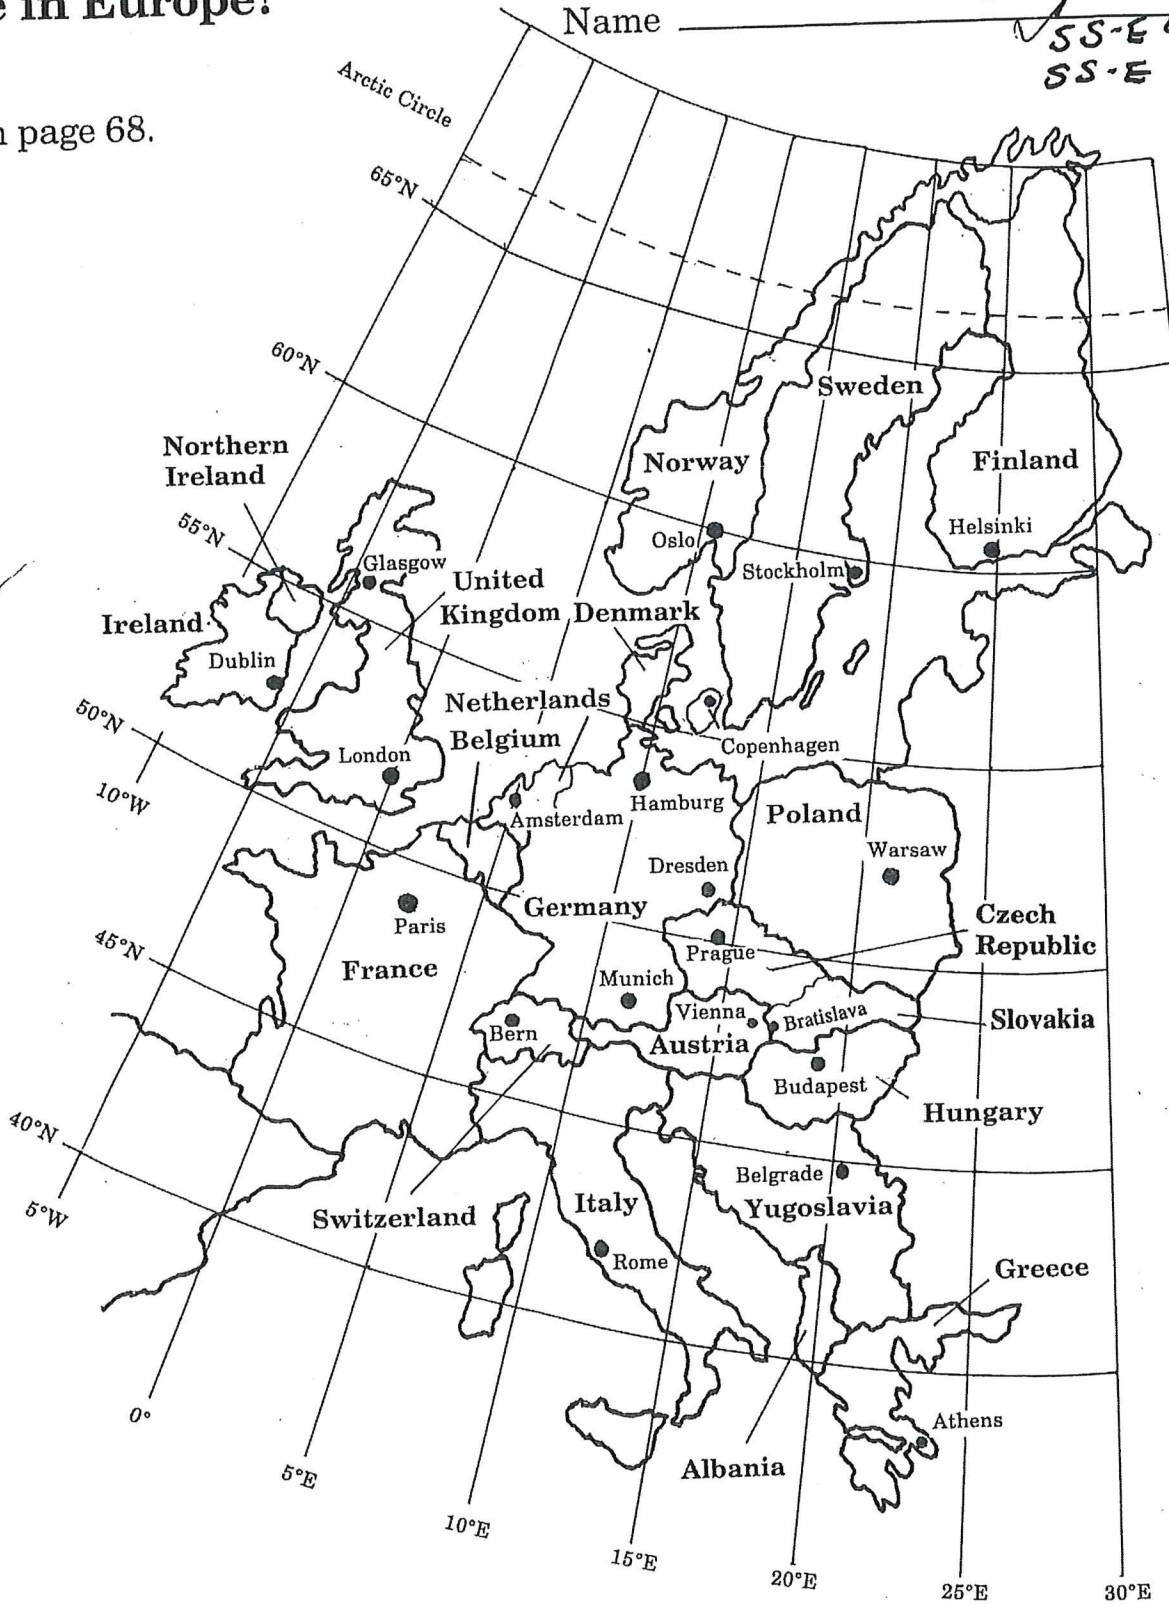 e in Europe?
Name
SS-E
SS-E
n page 68.
Arctic Circle
65°N
60°N
Northern
Ireland
55°N
Sweden
Norway
Finland
Oslo
Helsinki
Stockholm
Glasgow
United
Kingdom
Denmark
Ireland
Dublin
Netherlands
Belgium
50°N
10°W
London
Copenhagen
Amsterdam
Hamburg
Poland
Warsaw
Dresden
Germany
Paris
Czech
Republic
Prague
45°N
France
Munich
Vienna
Bratislava
Slovakia
Bern
Austria
Budapest
Hungary
40°N
5°W
Belgrade
Yugoslavia
Switzerland
Italy
Rome
Greece
Athens
Albania
0°
5°E
10°E
15°E
20°E
25°E
30°E